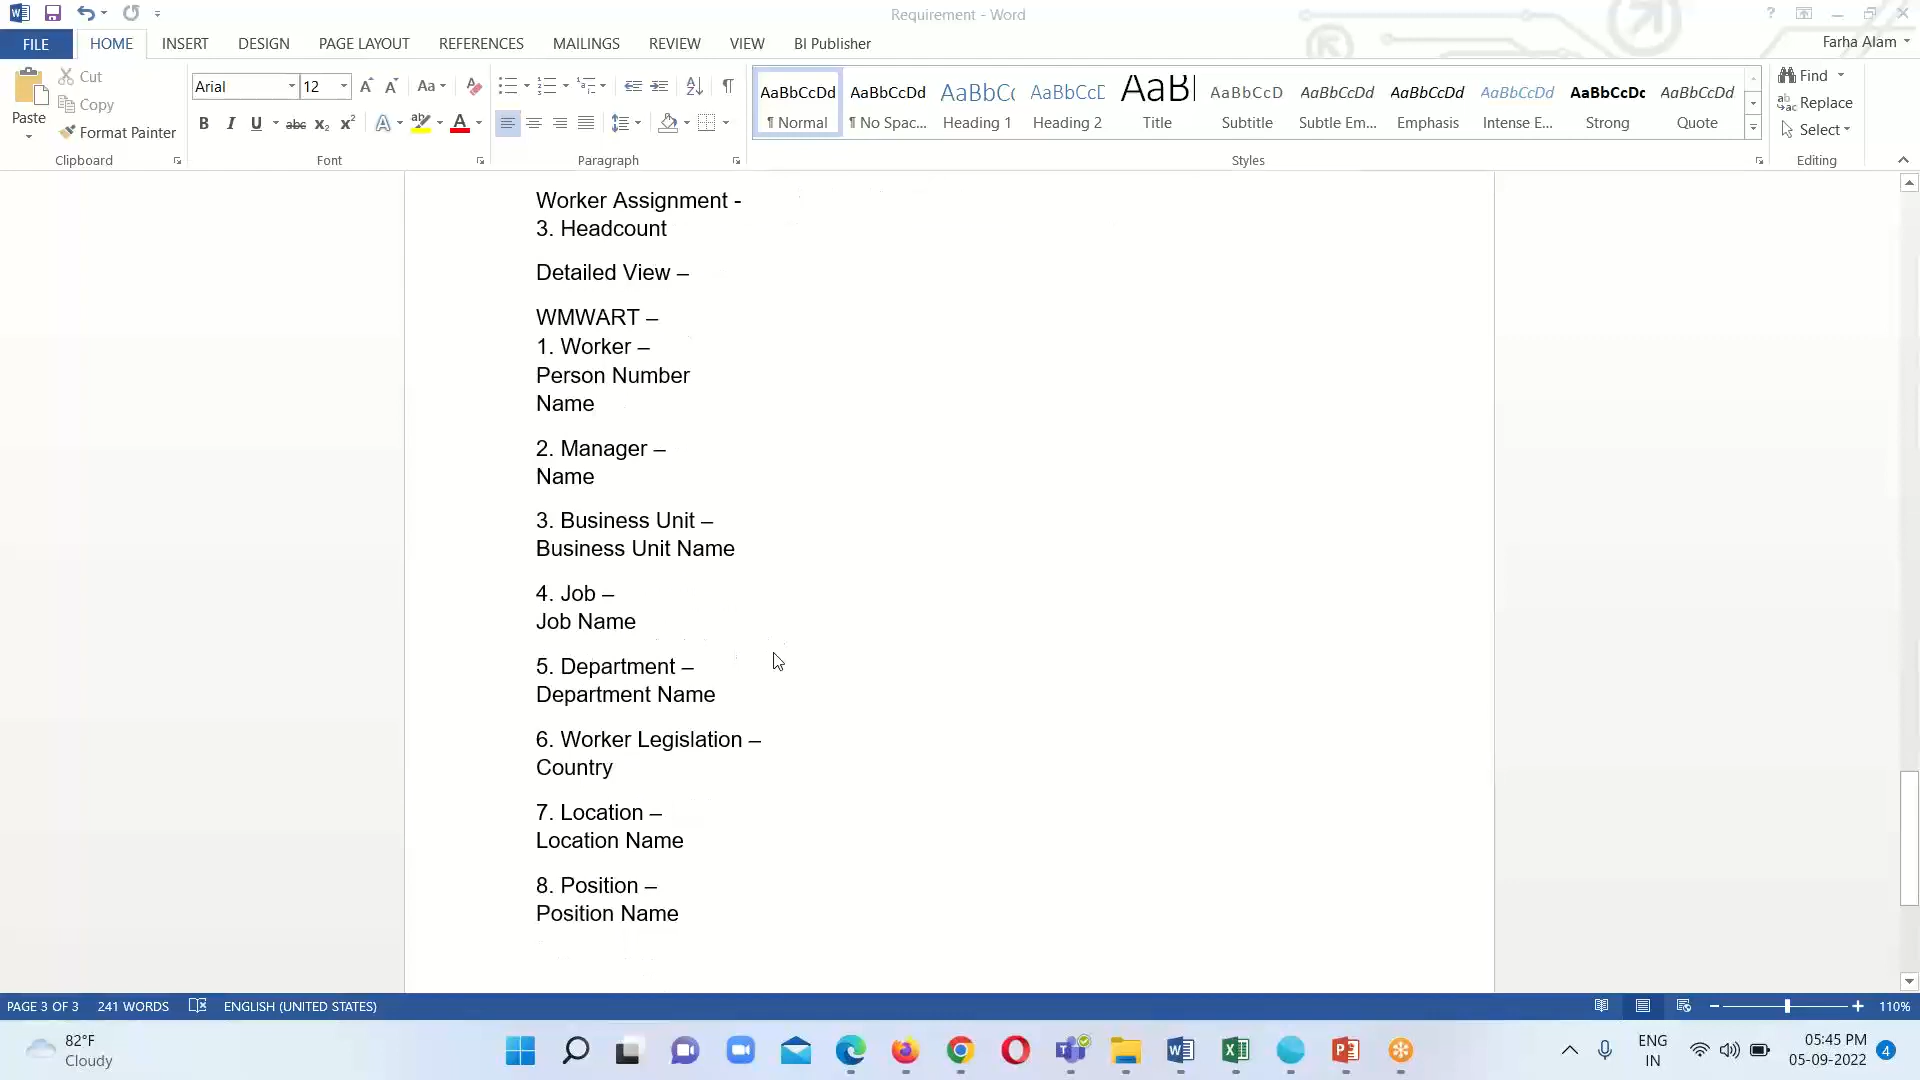 Requirement - Word
FILE
HOME
INSERT
DESIGN
PAGE LAYOUT
REFERENCES
MAILINGS
REVIEW
VIEW
BI Publisher
Farha Alam
Paste
Cut
Copy
Format Painter
Clipboard
Arial
12
Font
Paragraph
AaBbCcDd
¶ Normal
AaBbCcDd
¶ No Spac...
AaBbC
Heading 1
AaBbCcD
Heading 2
AaBl
Title
AaBbCcD
Subtitle
AaBbCcDd
Subtle Em...
AaBbCcDd
Emphasis
AaBbCcDd
Intense E...
AaBbCcDc
Strong
AaBbCcDd
Quote
Styles
Find
Replace
Select
Editing
Worker Assignment -
3. Headcount
Detailed View –
WMWART –
1. Worker –
Person Number
Name
2. Manager –
Name
3. Business Unit –
Business Unit Name
4. Job –
Job Name
5. Department –
Department Name
6. Worker Legislation –
Country
7. Location –
Location Name
8. Position –
Position Name
PAGE 3 OF 3
241 WORDS
ENGLISH (UNITED STATES)
110%
82°F
Cloudy
ENG
IN
05:45 PM
05-09-2022
4